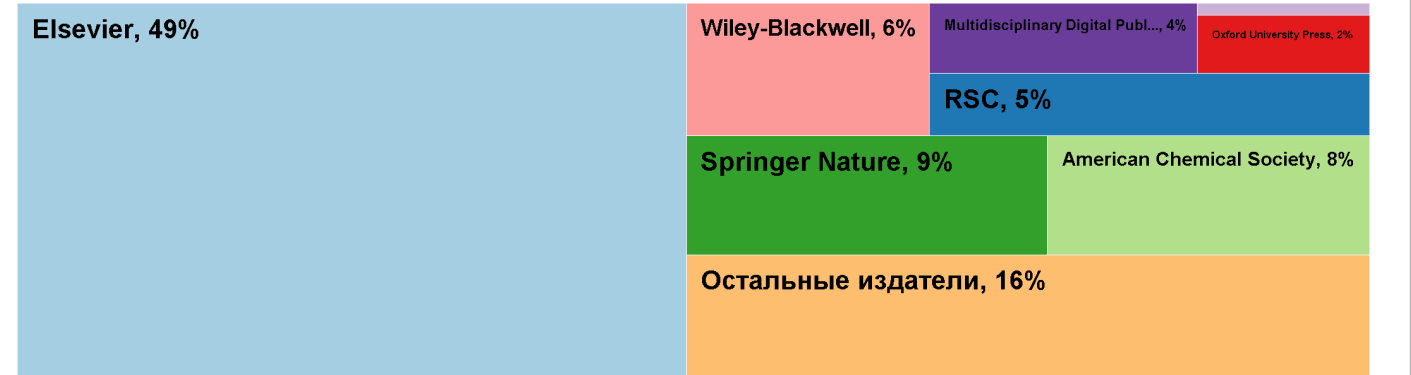 Elsevier, 49%
Wiley-Blackwell, 6%
Multidisciplinary Digital Publ..., 4%
Oxford University Press, 2%
RSC, 5%
Springer Nature, 9%
American Chemical Society, 8%
Остальные издатели, 16%